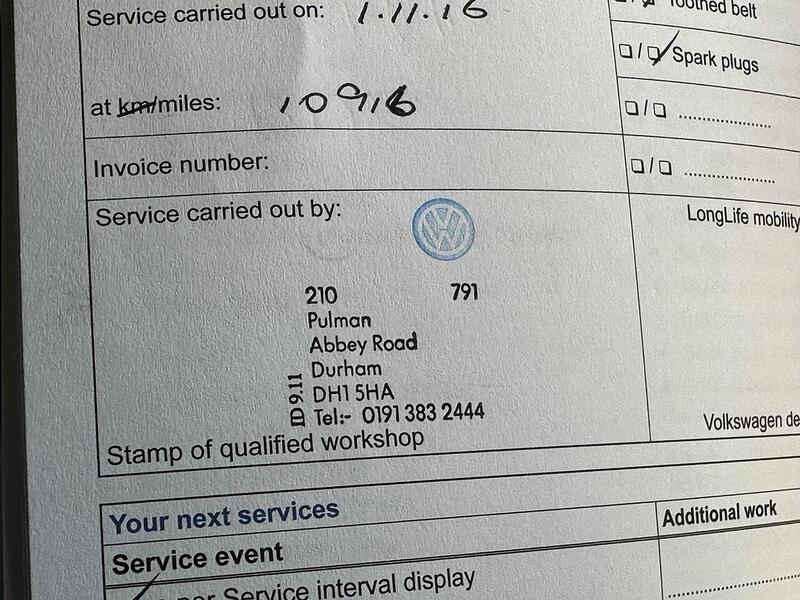 Service carried out on: 1.11.16
Toothed belt
❑/❑ Spark plugs
at km/miles: 10916
❑/❑ ....................
Invoice number:
❑/❑ ....................
Service carried out by:
VW
LongLife mobility
210 791
Pulman
Abbey Road
Durham
DH1 5HA
Tel:- 0191 383 2444
ID 9.11
Volkswagen de
Stamp of qualified workshop
Your next services
Additional work
Service event
per Service interval display
....................